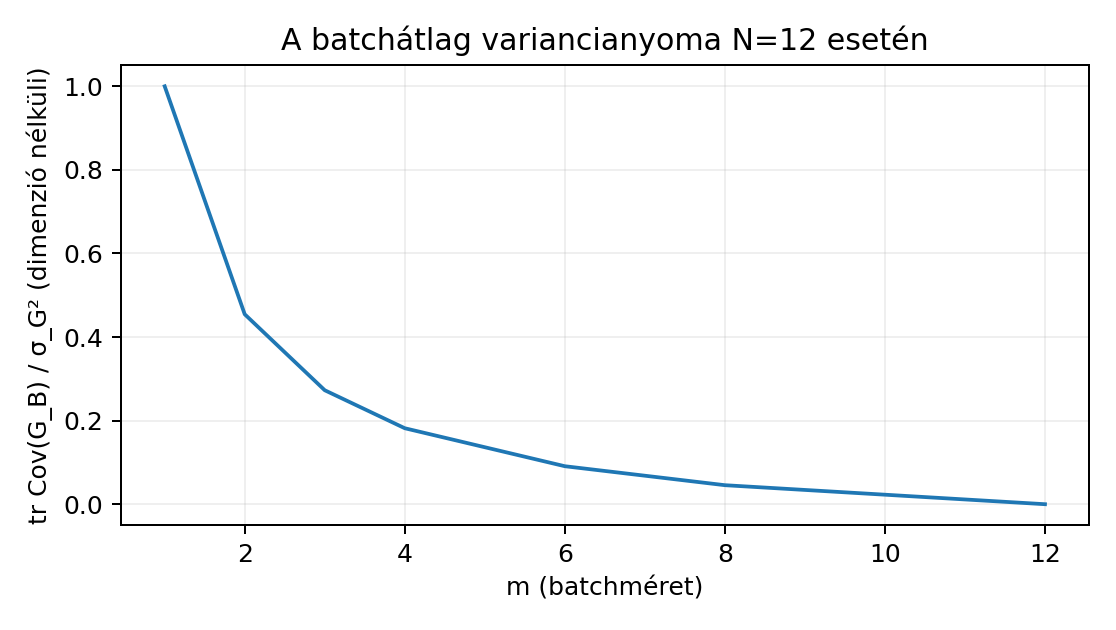 A batchátlag variancianyoma N=12 esetén
tr Cov(G_B) / σ_G² (dimenzió nélküli)
1.0
0.8
0.6
0.4
0.2
0.0
2 4 6 8 10 12
m (batchméret)